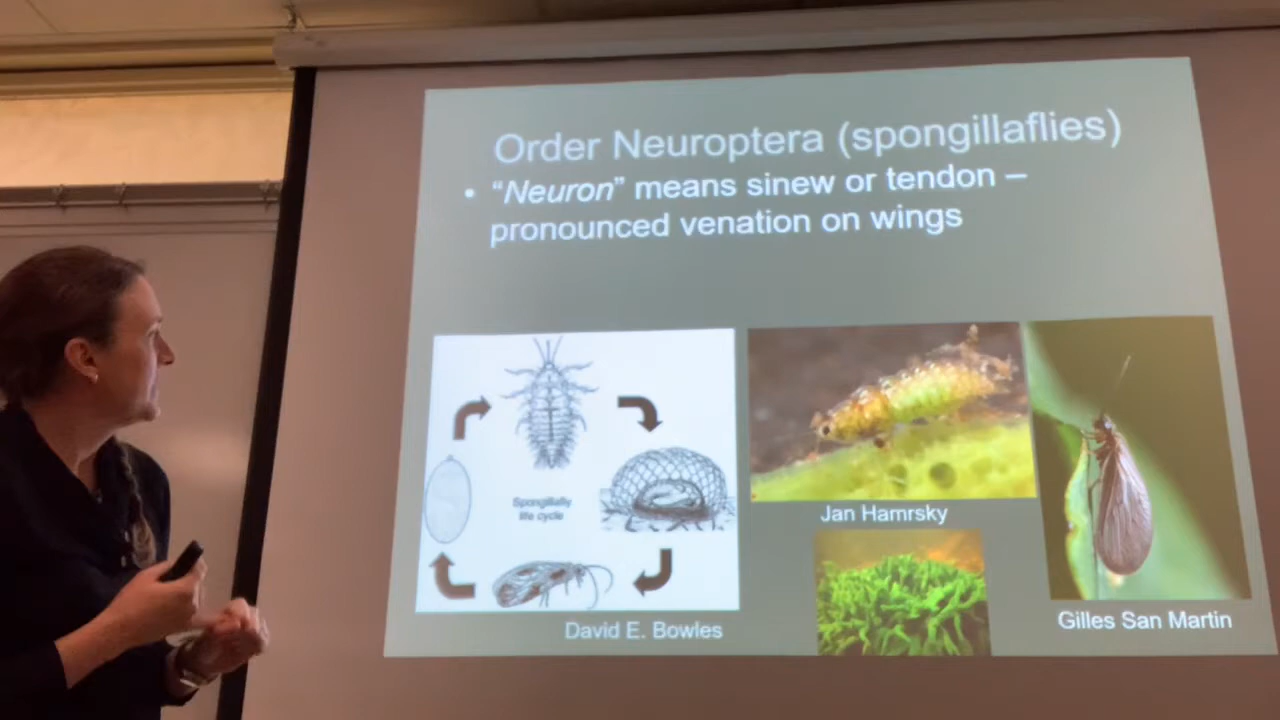 Order Neuroptera (spongillaflies)
• "Neuron" means sinew or tendon –
pronounced venation on wings
Spongillafly
life cycle
David E. Bowles
Jan Hamrsky
Gilles San Martin